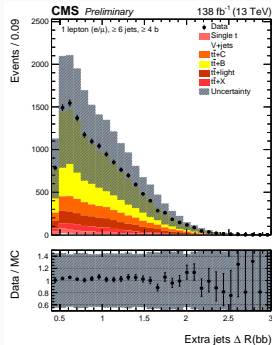 CMS Preliminary 138 fb⁻¹ (13 TeV)
Events / 0.09
1 lepton (e/μ), ≥ 6 jets, ≥ 4 b
Data
Single t
V+jets
tt̄+C
tt̄+B
tt̄+light
tt̄+X
Uncertainty
2500
2000
1500
1000
500
0
Data / MC
1.4
1.2
1
0.8
0.6
0.5 1 1.5 2 2.5 3
Extra jets Δ R(bb)